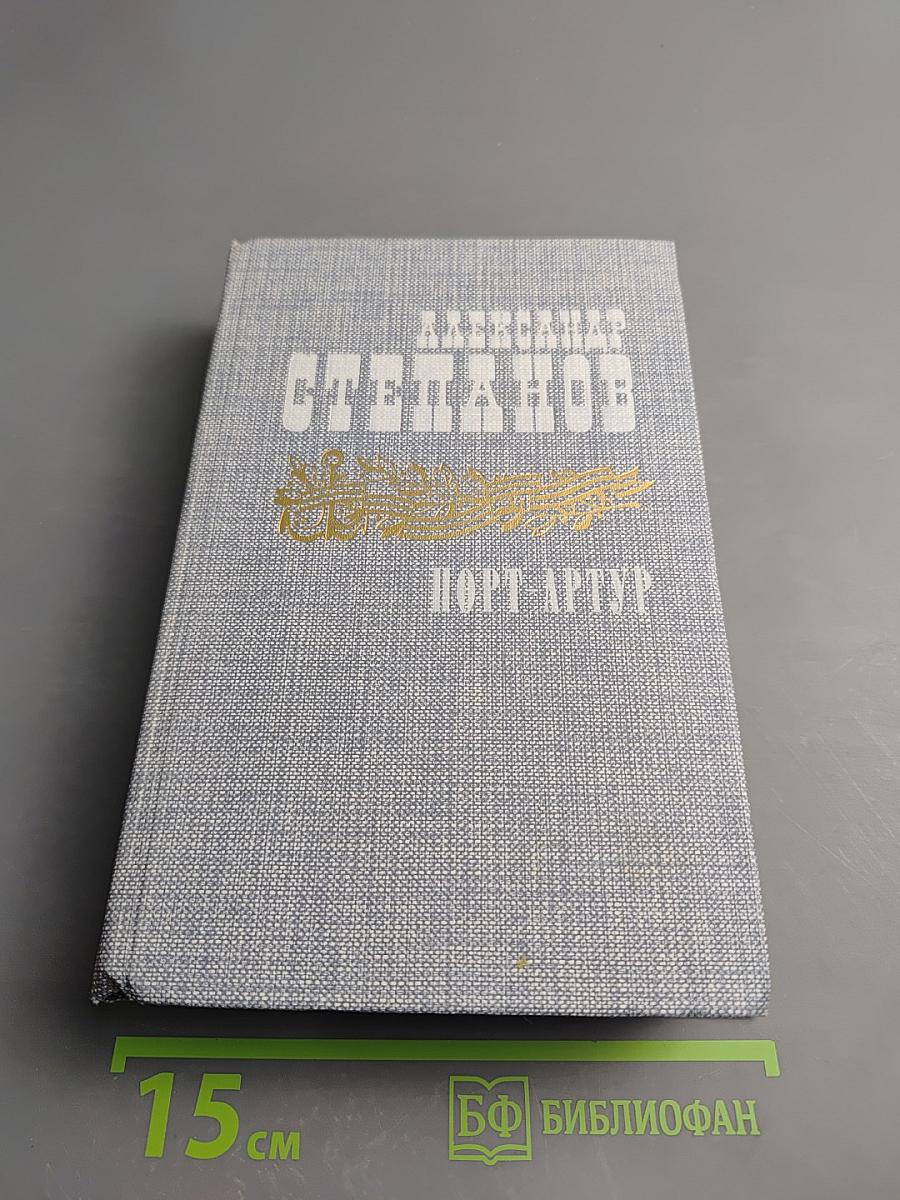 АЛЕКСАНДР
СТЕПАНОВ
ПОРТ-АРТУР
15 см
БФ БИБЛИОФАН